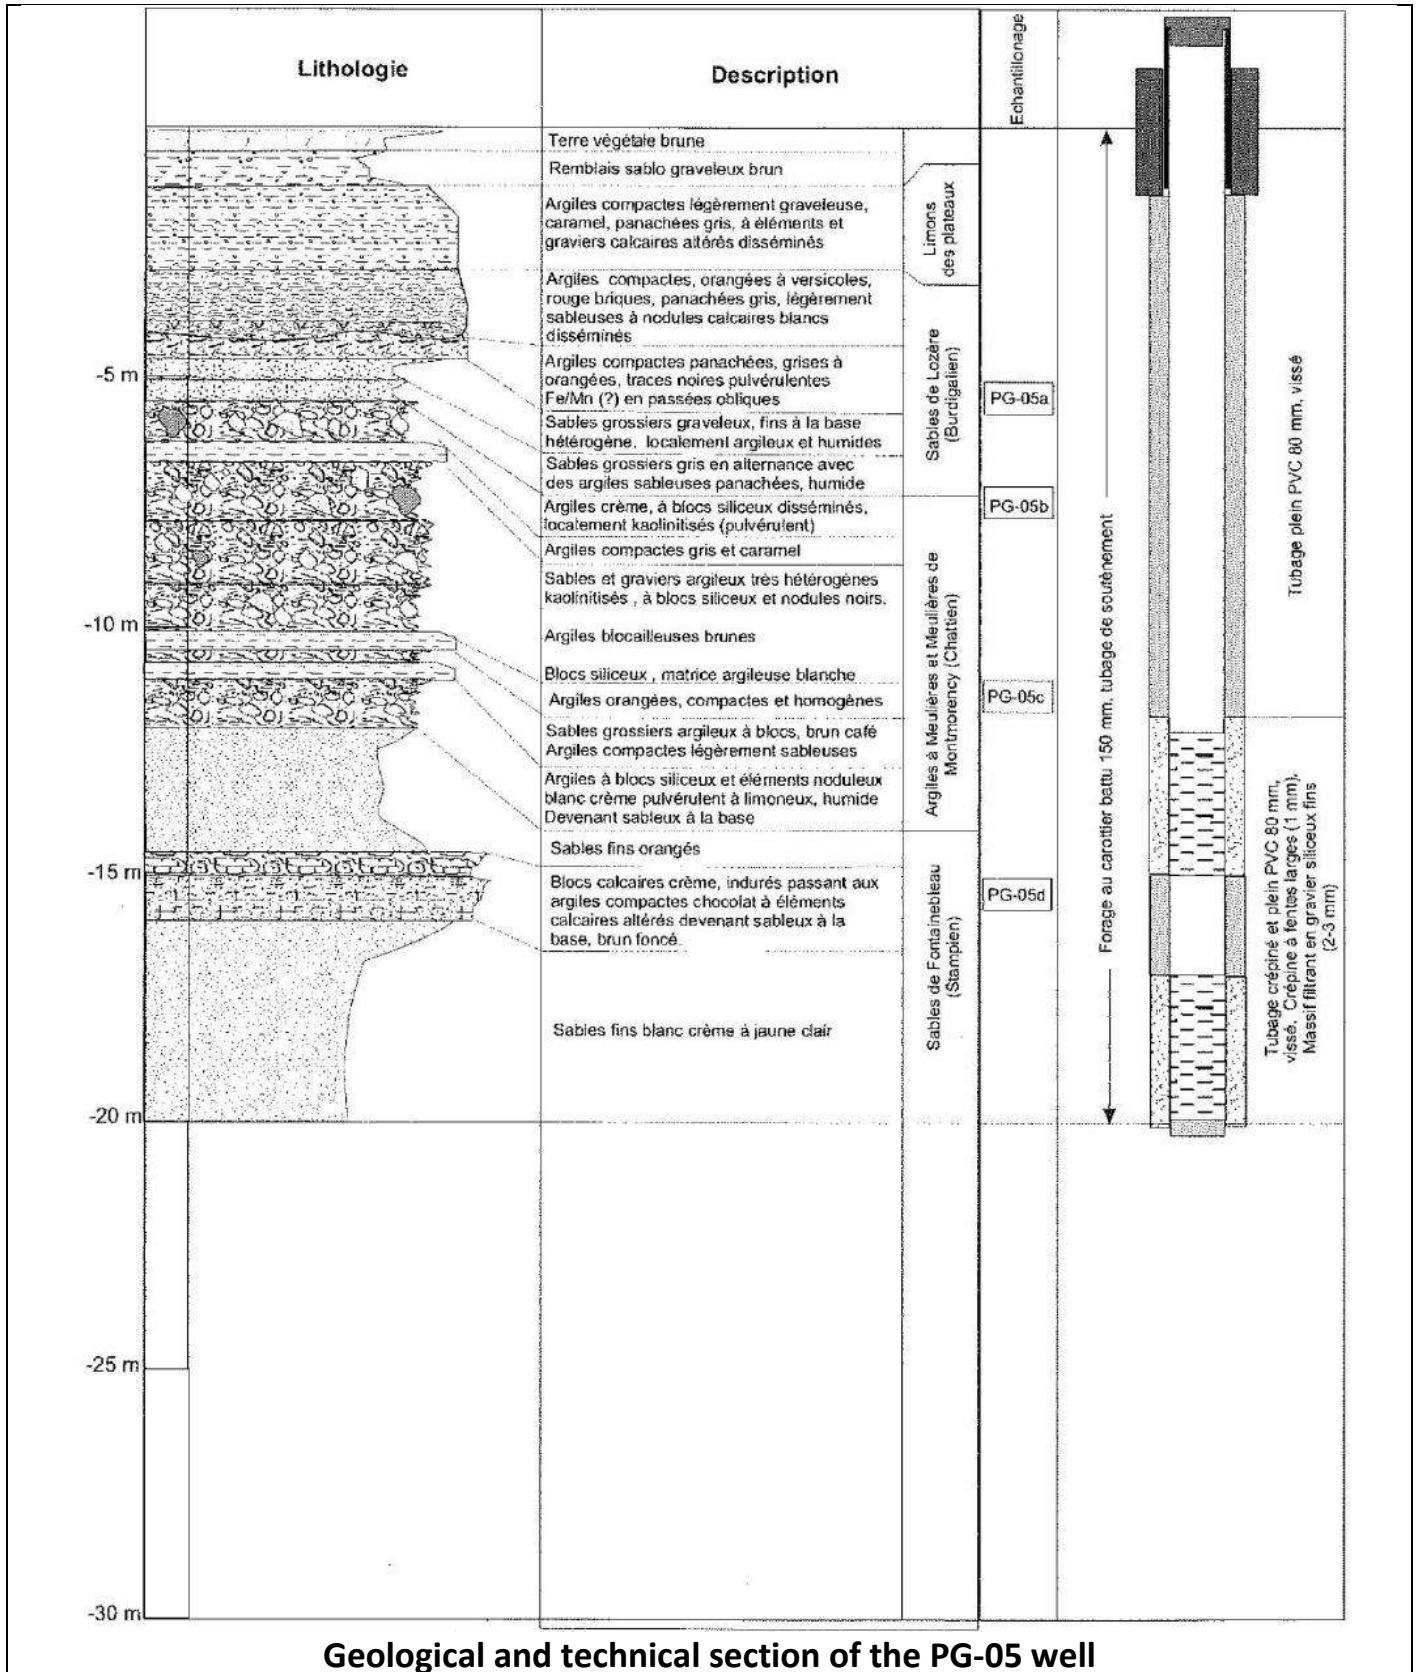 Lithologie
Description
Echantillonage
Terre végétale brune
Remblais sablo graveleux brun
Argiles compactes légèrement graveleuse,
caramel, panachées gris, à éléments et
graviers calcaires altérés disséminés
Argiles compactes, orangées à versicoles,
rouge briques, panachées gris, légèrement
sableuses à nodules calcaires blancs
disséminés
Argiles compactes panachées, grises à
orangées, traces noires pulvérulentes
Fe/Mn (?) en passées obliques
Sables grossiers graveleux, fins à la base
hétérogène, localement argileux et humides
Sables grossiers gris en alternance avec
des argiles sableuses panachées, humide
Argiles crème, à blocs siliceux disséminés,
localement kaolinitisés (pulvérulent)
Argiles compactes gris et caramel
Sables et graviers argileux très hétérogènes
kaolinitisés , à blocs siliceux et nodules noirs.
Argiles blocailleuses brunes
Blocs siliceux , matrice argileuse blanche
Argiles orangées, compactes et homogènes
Sables grossiers argileux à blocs, brun café
Argiles compactes légèrement sableuses
Argiles à blocs siliceux et éléments noduleux
blanc crème pulvérulent à limoneux, humide
Devenant sableux à la base
Sables fins orangés
Blocs calcaires crème, indurés passant aux
argiles compactes chocolat à éléments
calcaires altérés devenant sableux à la
base, brun foncé.
Sables fins blanc crème à jaune clair
Limons
des plateaux
Sables de Lozère
(Burdigalien)
Argiles à Meulières et Meulières de
Montmorency (Chattien)
Sables de Fontainebleau
(Stampien)
PG-05a
PG-05b
PG-05c
PG-05d
Forage au carottier battu 150 mm, tubage de soutènement
Tubage plein PVC 80 mm, vissé
Tubage crépiné et plein PVC 80 mm,
vissé. Crépine à fentes larges (1 mm).
Massif filtrant en gravier siliceux fins
(2-3 mm)
-5 m
-10 m
-15 m
-20 m
-25 m
-30 m
Geological and technical section of the PG-05 well